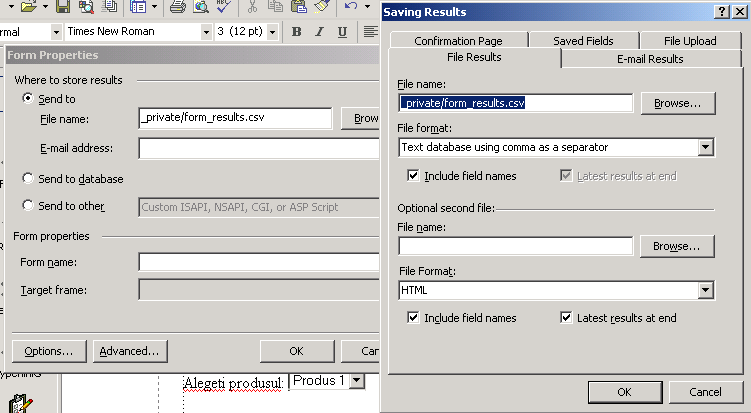 rmal Times New Roman 3 (12 pt) B I U
Form Properties
Where to store results
Send to
File name: _private/form_results.csv Brow
E-mail address:
Send to database
Send to other Custom ISAPI, NSAPI, CGI, or ASP Script
Form properties
Form name:
Target frame:
Options... Advanced... OK Can
Alegeti produsul: Produs 1
Saving Results
Confirmation Page Saved Fields File Upload
File Results E-mail Results
File name:
_private/form_results.csv Browse...
File format:
Text database using comma as a separator
Include field names Latest results at end
Optional second file:
File name:
Browse...
File Format:
HTML
Include field names Latest results at end
OK Cancel